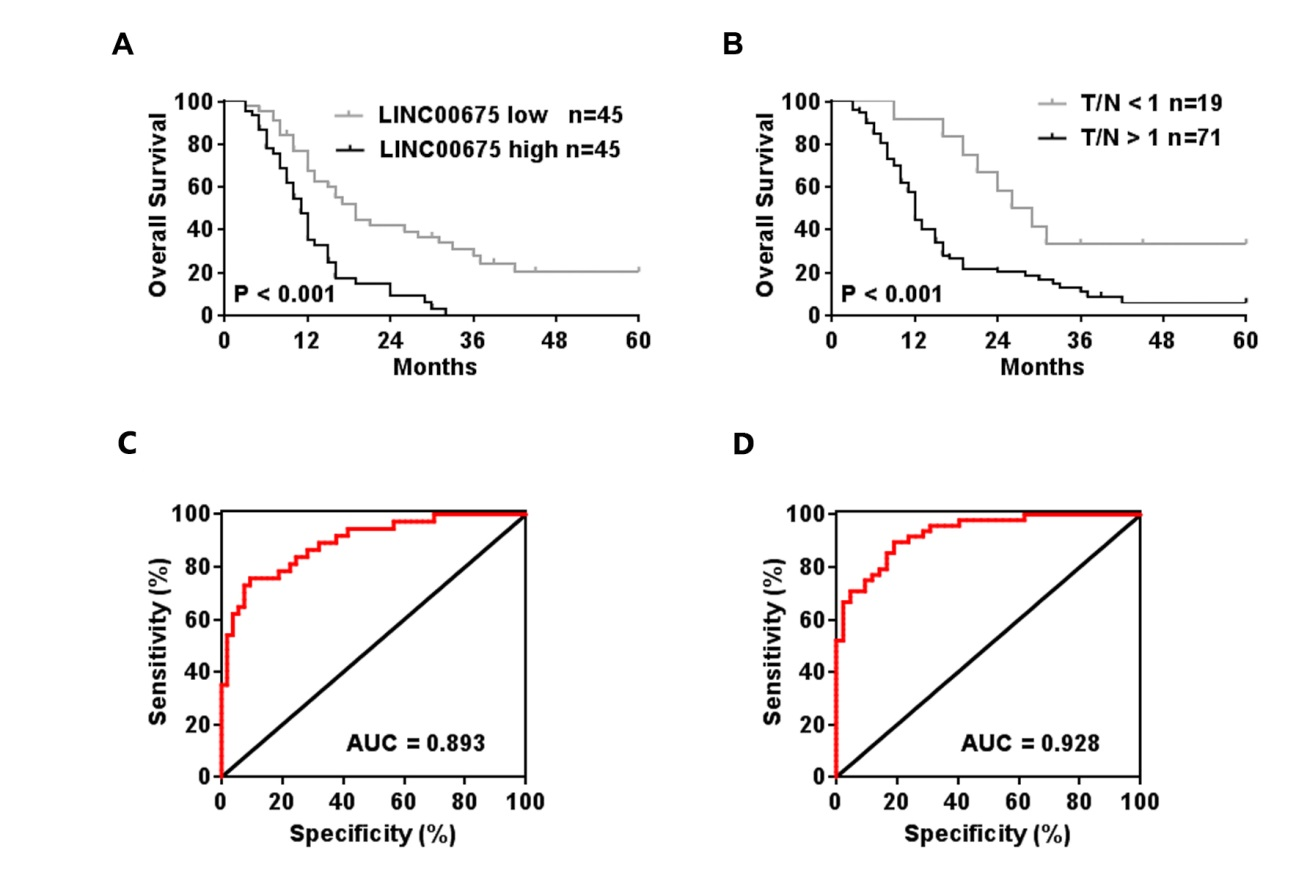 A
B
Overall Survival
100
80
60
40
20
0
LINC00675 low n=45
LINC00675 high n=45
P < 0.001
0 12 24 36 48 60
Months
Overall Survival
100
80
60
40
20
0
T/N < 1 n=19
T/N > 1 n=71
P < 0.001
0 12 24 36 48 60
Months
C
D
Sensitivity (%)
100
80
60
40
20
0
AUC = 0.893
0 20 40 60 80 100
Specificity (%)
Sensitivity (%)
100
80
60
40
20
0
AUC = 0.928
0 20 40 60 80 100
Specificity (%)